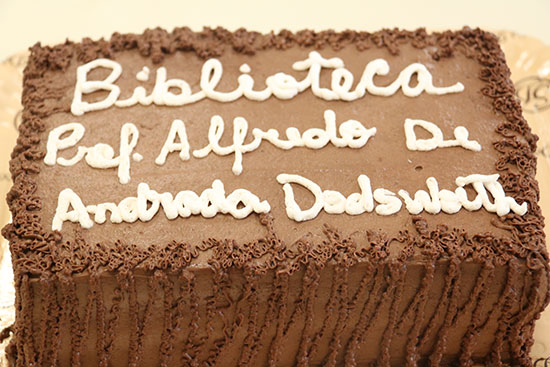 Biblioteca
Prof. Alfredo De
Andrada Dodsworth